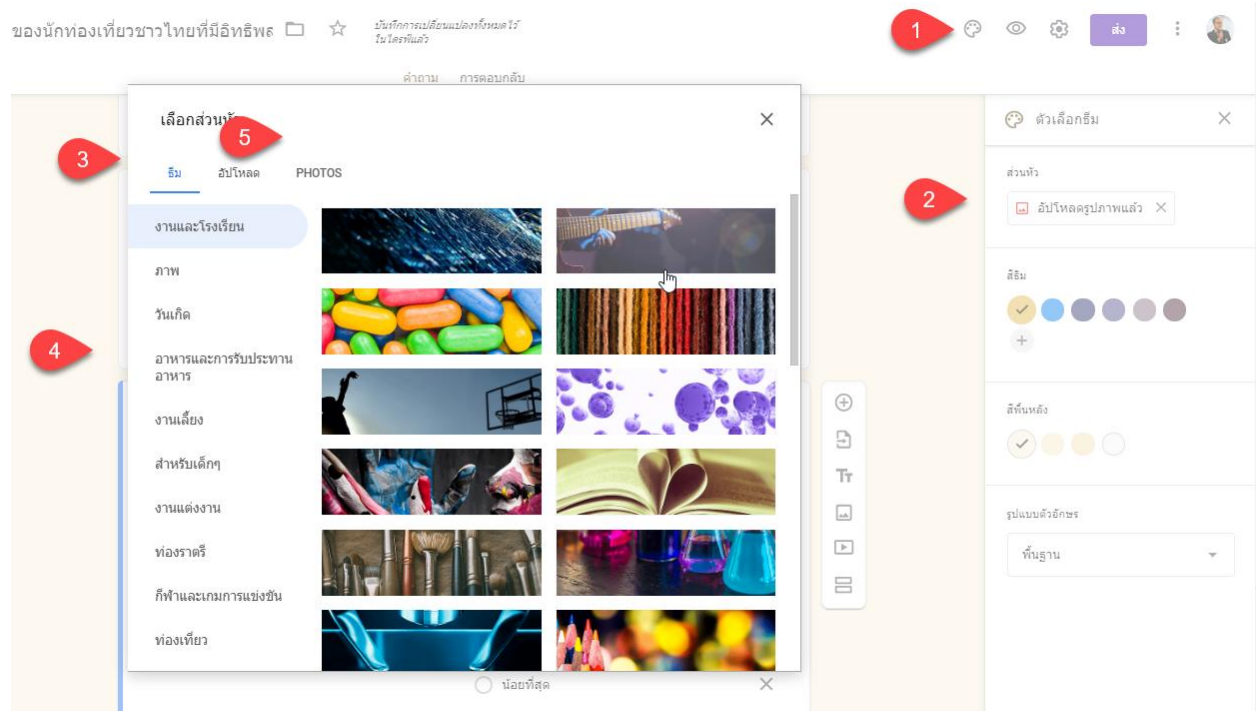 ของนักท่องเที่ยวชาวไทยที่มีอิทธิพล
บันทึกการเปลี่ยนแปลงทั้งหมดไว้
ในไดรฟ์แล้ว
1
ส่ง
คำถาม การตอบกลับ
เลือกส่วนหัว
5
3
ธีม อัปโหลด PHOTOS
งานและโรงเรียน
ภาพ
วันเกิด
4
อาหารและการรับประทาน
อาหาร
งานเลี้ยง
สำหรับเด็กๆ
งานแต่งงาน
ท่องราตรี
กีฬาและเกมการแข่งขัน
ท่องเที่ยว
น้อยที่สุด
Tт
ตัวเลือกธีม
ส่วนหัว
2
อัปโหลดรูปภาพแล้ว
สีธีม
สีพื้นหลัง
รูปแบบตัวอักษร
พื้นฐาน